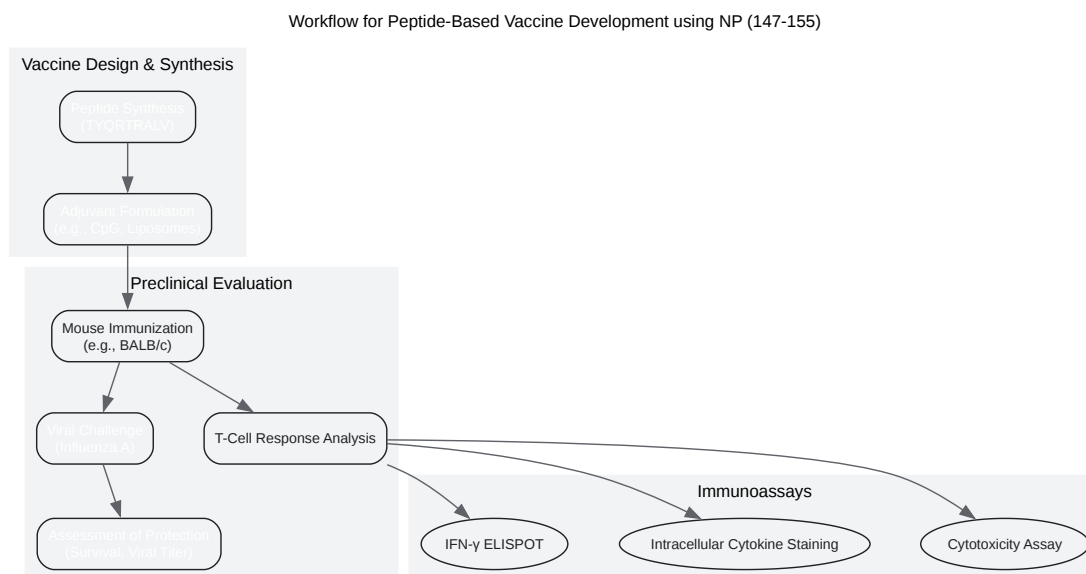 Workflow for Peptide-Based Vaccine Development using NP (147-155)
Vaccine Design & Synthesis
Peptide Synthesis
(TYQRTRALV)
Adjuvant Formulation
(e.g., CpG, Liposomes)
Preclinical Evaluation
Mouse Immunization
(e.g., BALB/c)
Viral Challenge
(Influenza A)
T-Cell Response Analysis
Assessment of Protection
(Survival, Viral Titer)
Immunoassays
IFN-γ ELISPOT
Intracellular Cytokine Staining
Cytotoxicity Assay